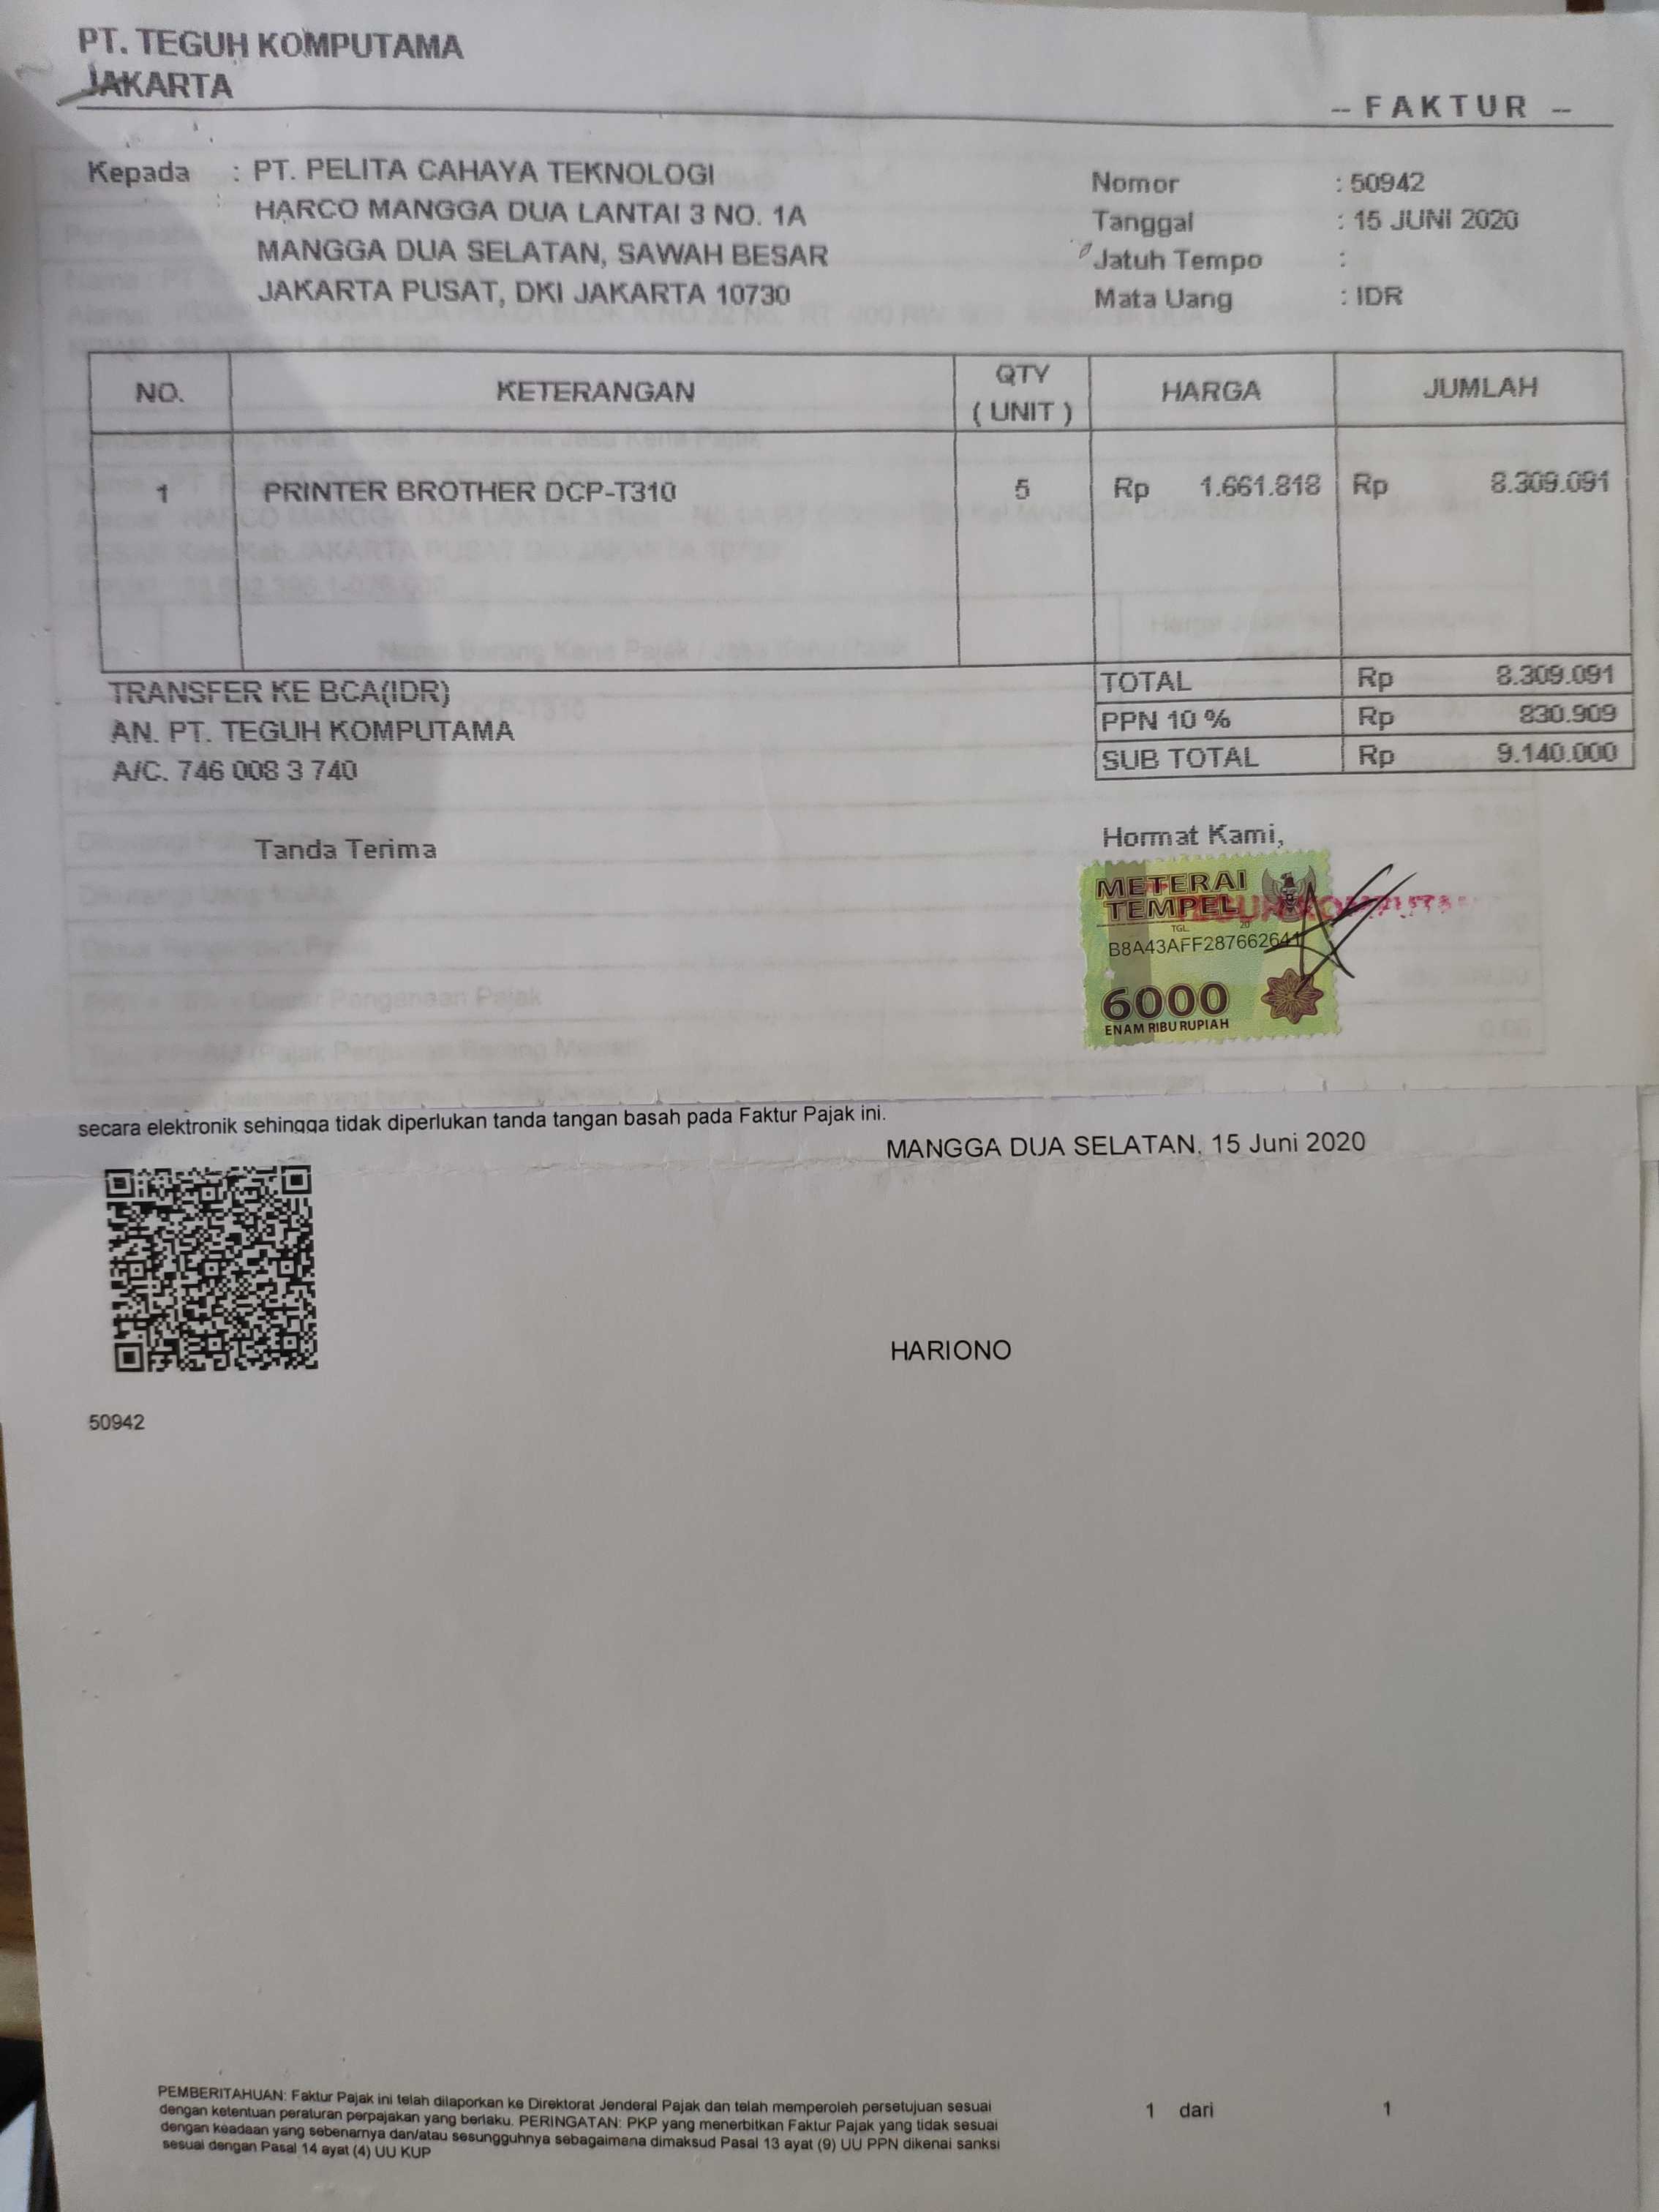 PT. TEGUH KOMPUTAMA
JAKARTA
-- FAKTUR --
Kepada : PT. PELITA CAHAYA TEKNOLOGI
HARCO MANGGA DUA LANTAI 3 NO. 1A
MANGGA DUA SELATAN, SAWAH BESAR
JAKARTA PUSAT, DKI JAKARTA 10730
Nomor : 50942
Tanggal : 15 JUNI 2020
Jatuh Tempo :
Mata Uang : IDR
NO. KETERANGAN QTY ( UNIT ) HARGA JUMLAH
1 PRINTER BROTHER DCP-T310 5 Rp 1.661.818 Rp 8.309.091
TOTAL Rp 8.309.091
PPN 10 % Rp 830.909
SUB TOTAL Rp 9.140.000
TRANSFER KE BCA(IDR)
AN. PT. TEGUH KOMPUTAMA
A/C. 746 008 3 740
Tanda Terima
Hormat Kami,
METERAI
TEMPEL
TEGUH KOMPUTAMA
TGL. 20
B8A43AFF287662641
6000
ENAM RIBU RUPIAH
secara elektronik sehingga tidak diperlukan tanda tangan basah pada Faktur Pajak ini.
MANGGA DUA SELATAN, 15 Juni 2020
HARIONO
50942
PEMBERITAHUAN: Faktur Pajak ini telah dilaporkan ke Direktorat Jenderal Pajak dan telah memperoleh persetujuan sesuai
dengan ketentuan peraturan perpajakan yang berlaku. PERINGATAN: PKP yang menerbitkan Faktur Pajak yang tidak sesuai
dengan keadaan yang sebenarnya dan/atau sesungguhnya sebagaimana dimaksud Pasal 13 ayat (9) UU PPN dikenai sanksi
sesuai dengan Pasal 14 ayat (4) UU KUP
1 dari 1